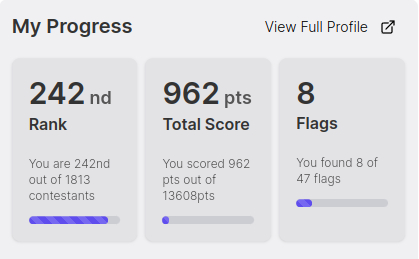 My Progress
View Full Profile
242 nd
Rank
You are 242nd
out of 1813
contestants
962 pts
Total Score
You scored 962
pts out of
13608pts
8
Flags
You found 8 of
47 flags